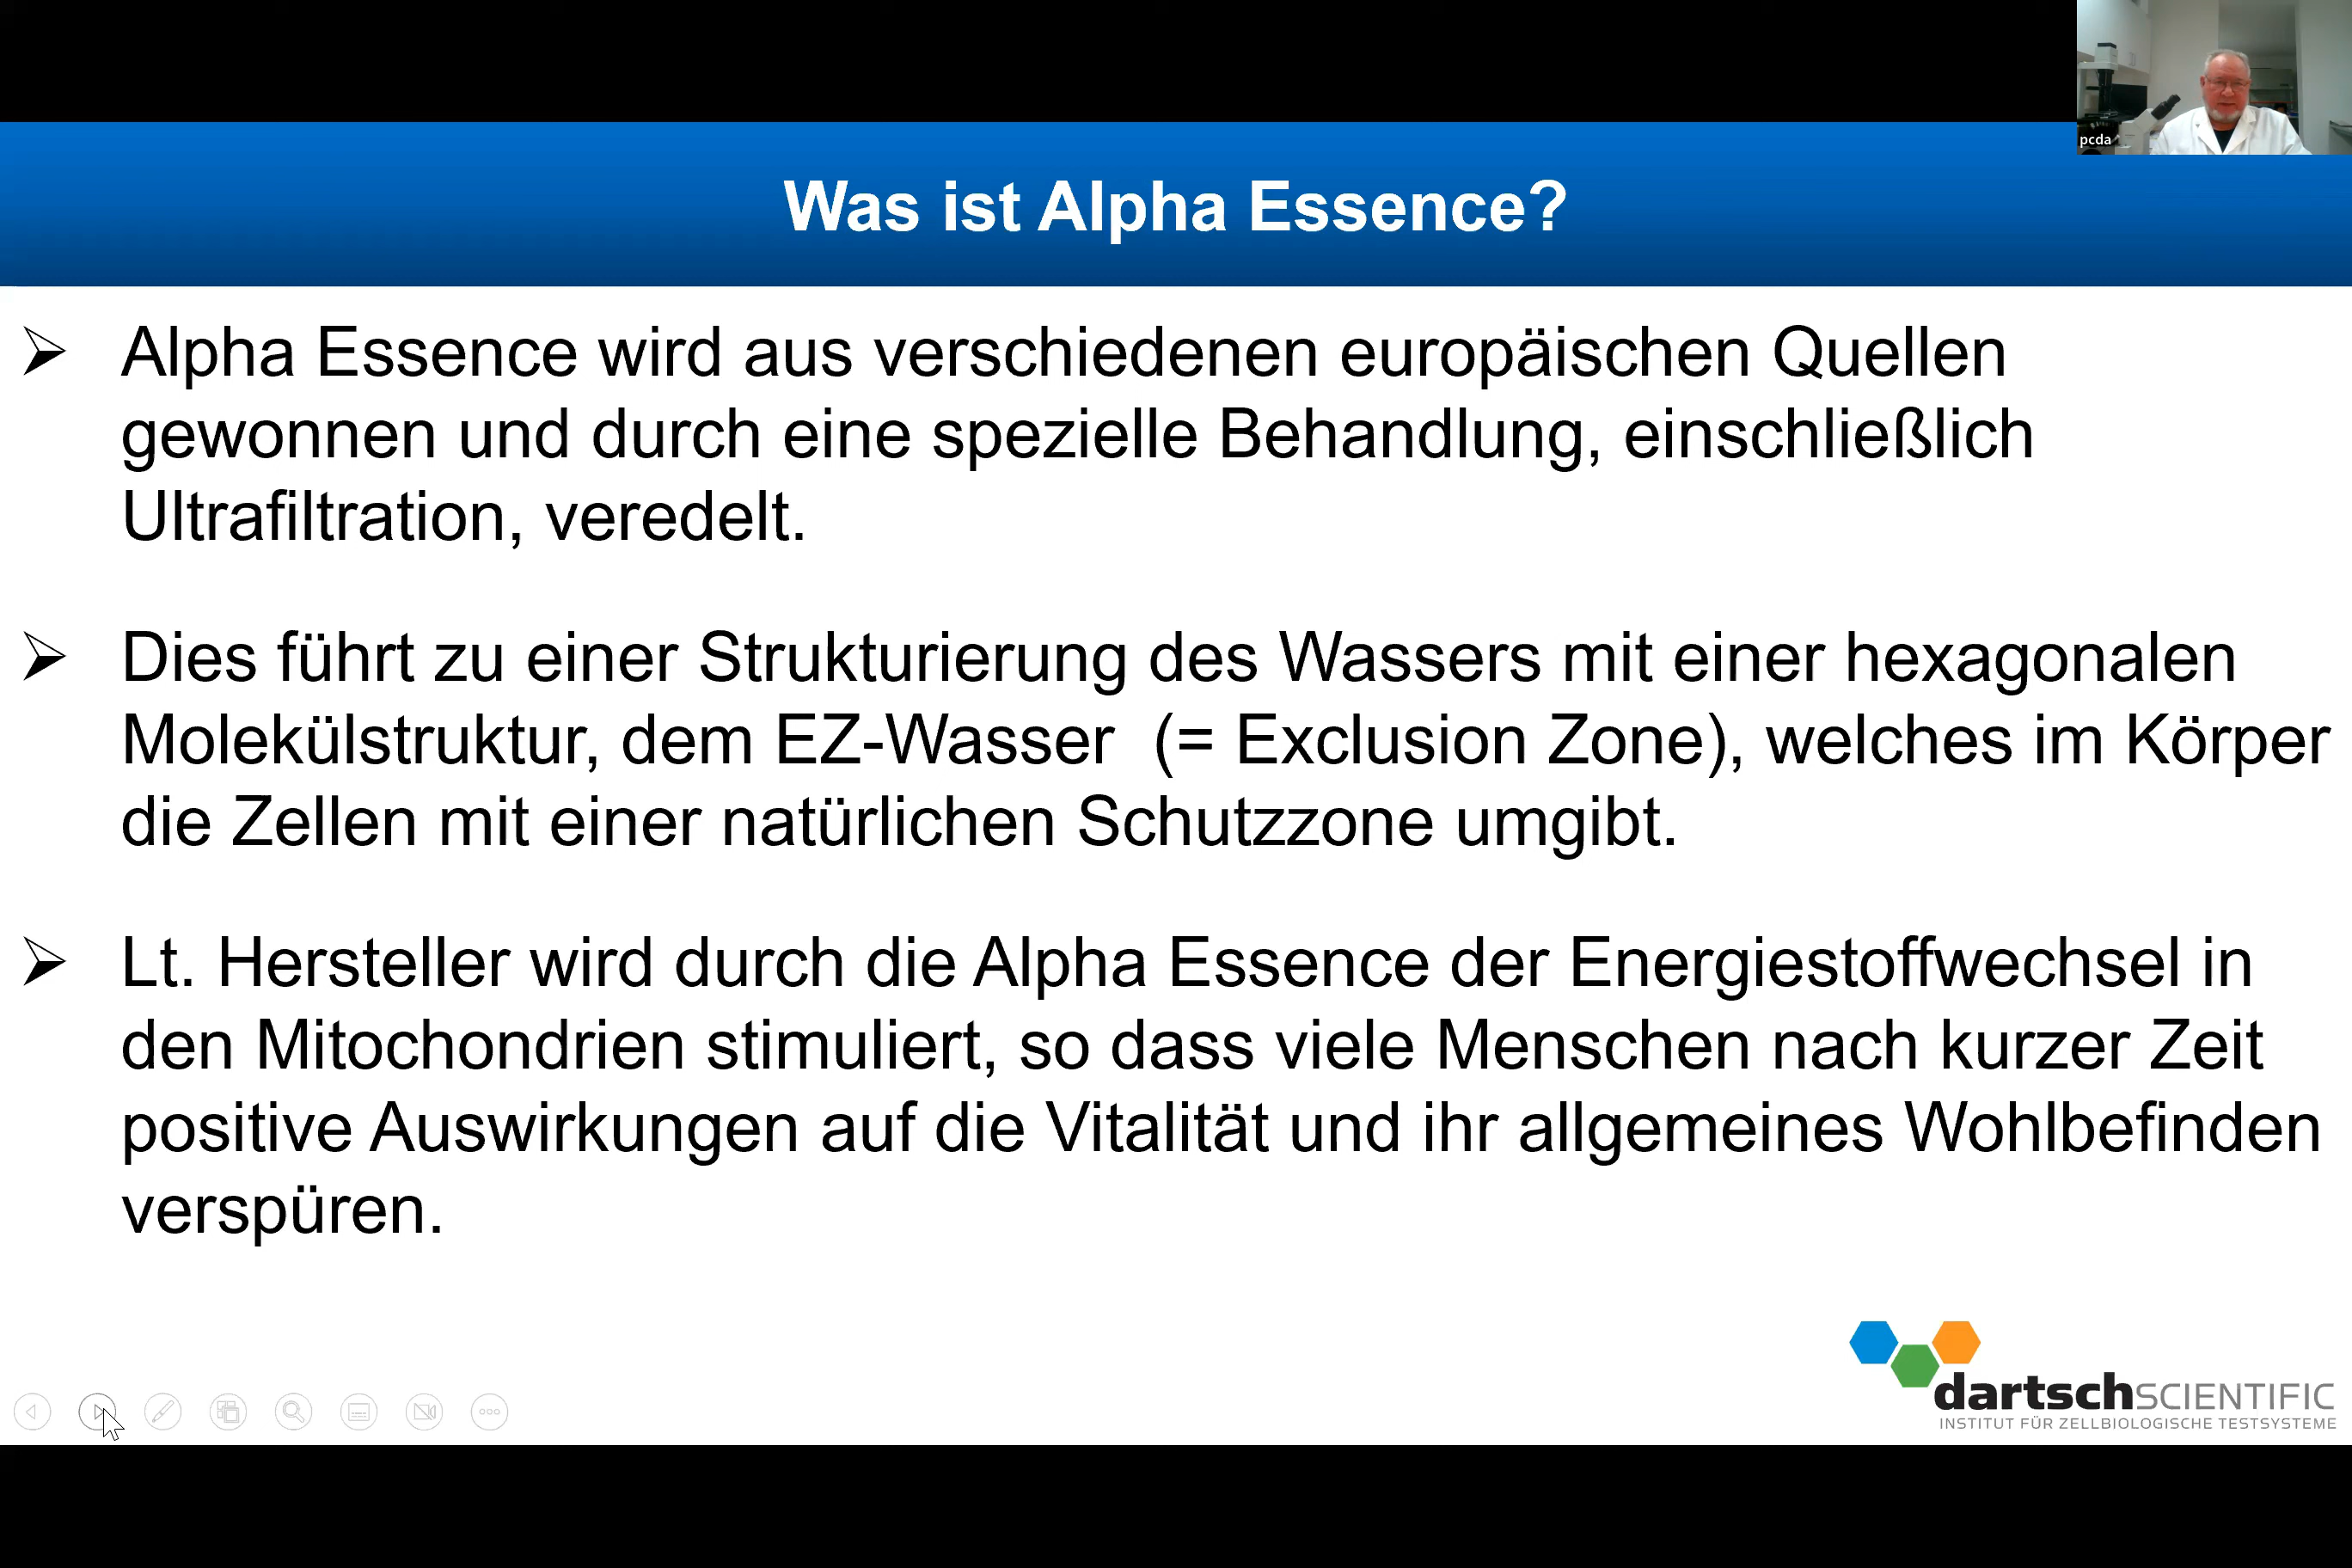 pcda
Was ist Alpha Essence?
➢ Alpha Essence wird aus verschiedenen europäischen Quellen
gewonnen und durch eine spezielle Behandlung, einschließlich
Ultrafiltration, veredelt.
➢ Dies führt zu einer Strukturierung des Wassers mit einer hexagonalen
Molekülstruktur, dem EZ-Wasser  (= Exclusion Zone), welches im Körper
die Zellen mit einer natürlichen Schutzzone umgibt.
➢ Lt. Hersteller wird durch die Alpha Essence der Energiestoffwechsel in
den Mitochondrien stimuliert, so dass viele Menschen nach kurzer Zeit
positive Auswirkungen auf die Vitalität und ihr allgemeines Wohlbefinden
verspüren.
dartschSCIENTIFIC
INSTITUT FÜR ZELLBIOLOGISCHE TESTSYSTEME